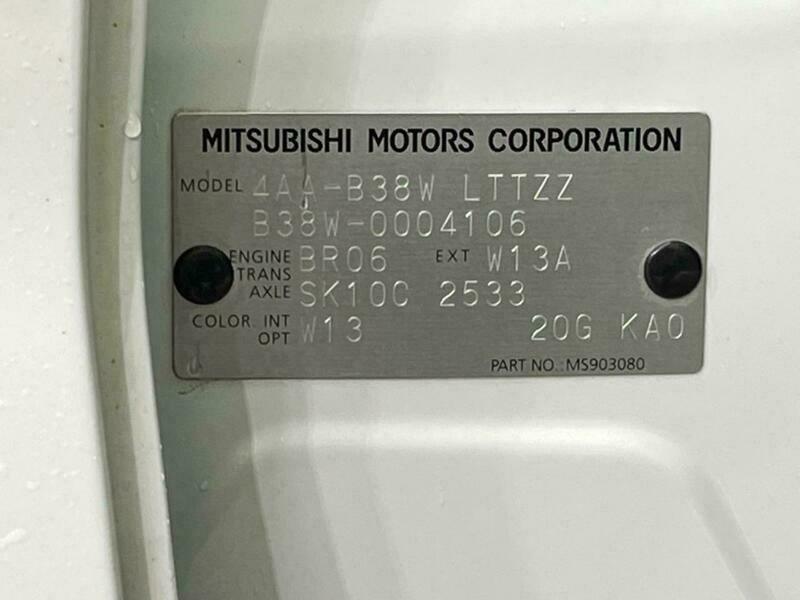 MITSUBISHI MOTORS CORPORATION
MODEL 4AA-B38W LTTZZ
B38W-0004106
ENGINE BR06 EXT W13A
TRANS
AXLE SK10C 2533
COLOR INT W13 20G KA0
OPT
PART NO.:MS903080